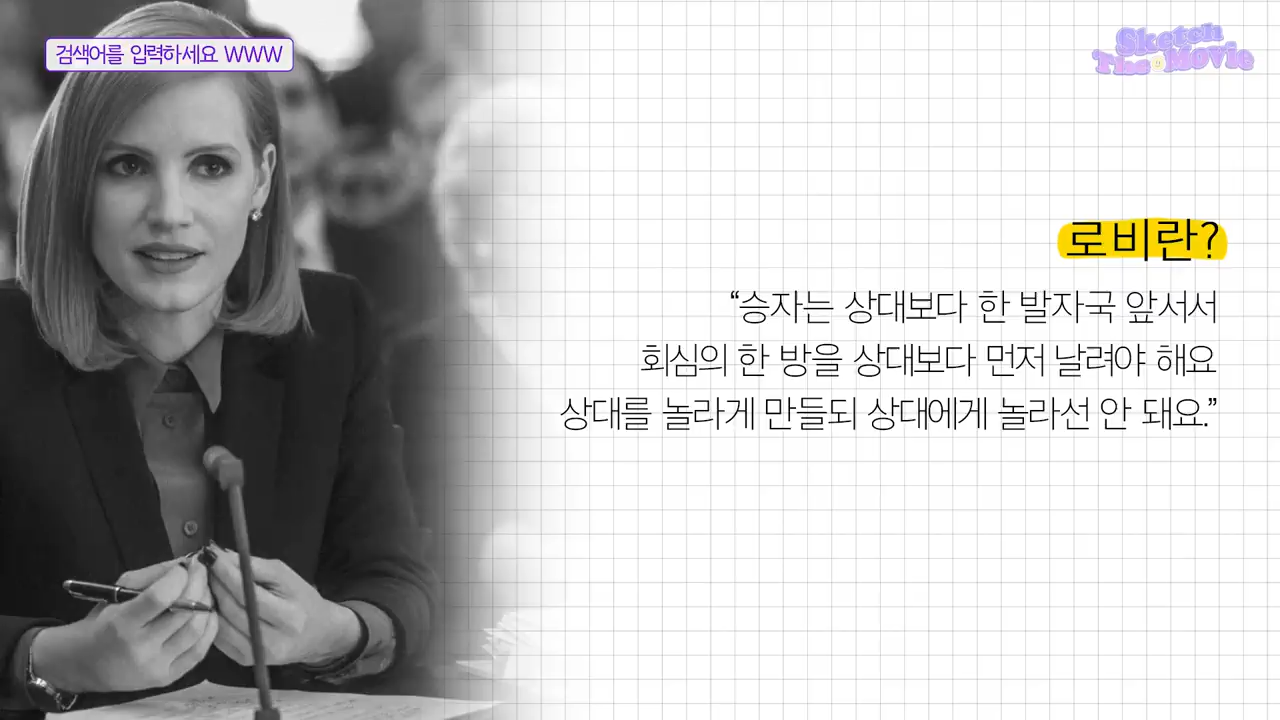 검색어를 입력하세요 WWW
Sketch
The Movie
로비란?
“승자는 상대보다 한 발자국 앞서서
회심의 한 방을 상대보다 먼저 날려야 해요
상대를 놀라게 만들되 상대에게 놀라선 안 돼요.”